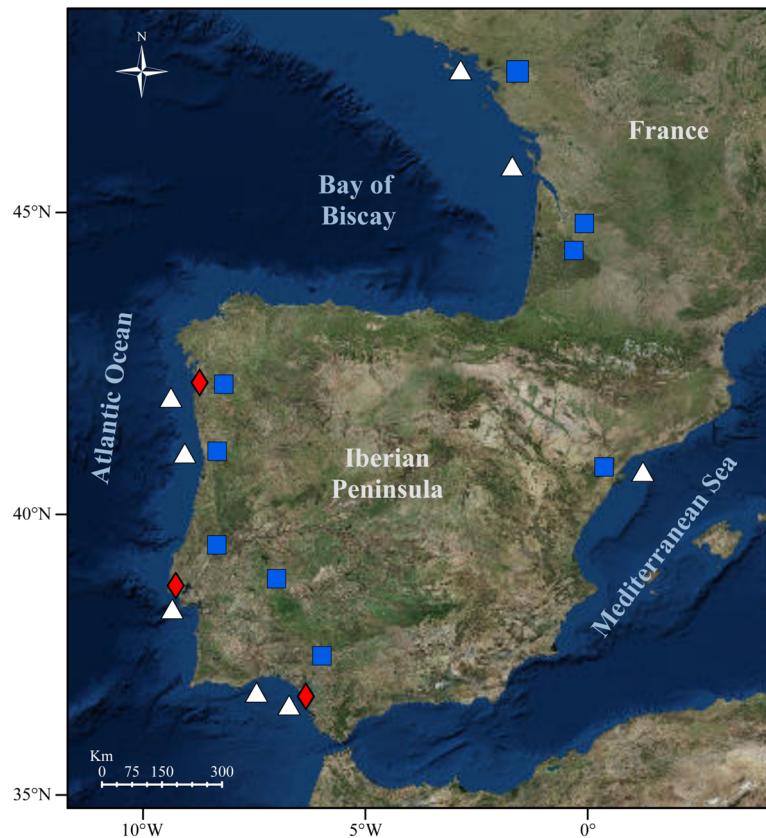 N
France
Bay of
Biscay
45°N
Atlantic Ocean
Iberian
Peninsula
Mediterranean Sea
40°N
Km
0 75 150 300
35°N
10°W
5°W
0°